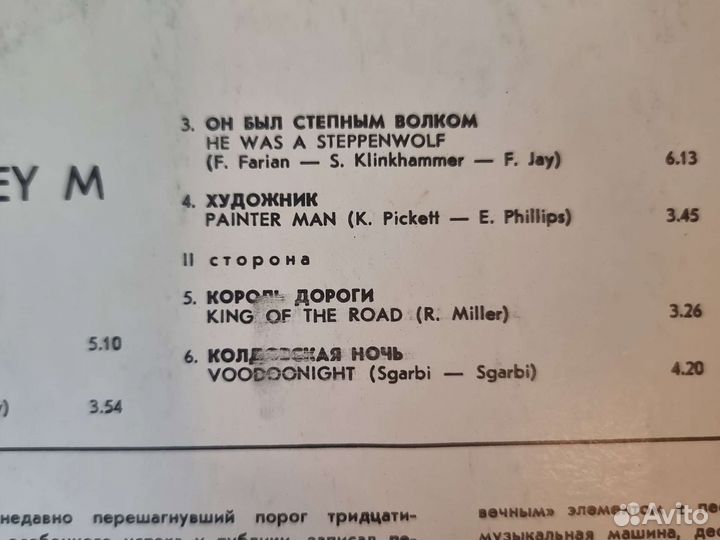 EY M
5.10
3.54
3. ОН БЫЛ СТЕПНЫМ ВОЛКОМ
HE WAS A STEPPENWOLF
(F. Farian — S. Klinkhammer — F. Jay) 6.13
4. ХУДОЖНИК
PAINTER MAN (K. Pickett — E. Phillips) 3.45
II сторона
5. КОРОЛЬ ДОРОГИ
KING OF THE ROAD (R. Miller) 3.26
6. КОЛДОВСКАЯ НОЧЬ
VOODOONIGHT (Sgarbi — Sgarbi) 4.20
недавно перешагнувший порог тридцати-
вечным» элементом
музыкальная машина,
Avito